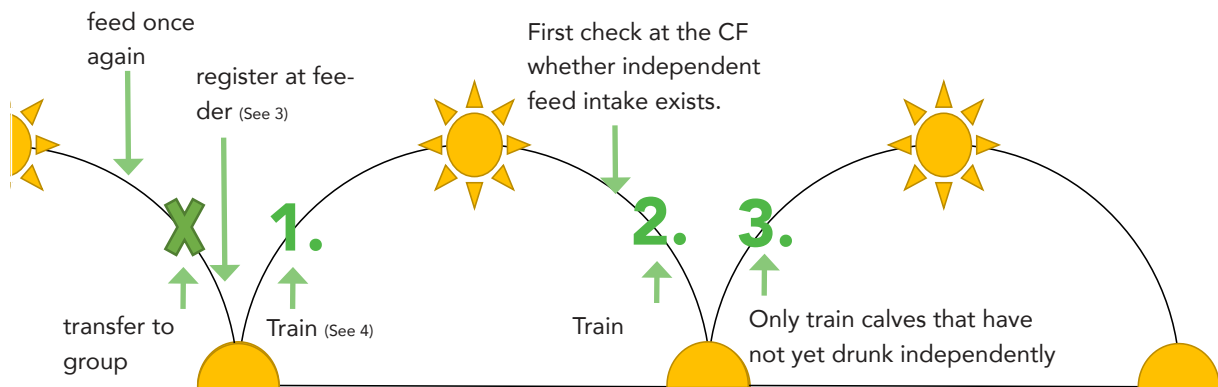 feed once
again
register at fee-
der (See 3)
First check at the CF
whether independent
feed intake exists.
X
1.
2.
3.
transfer to
group
Train (See 4)
Train
Only train calves that have
not yet drunk independently